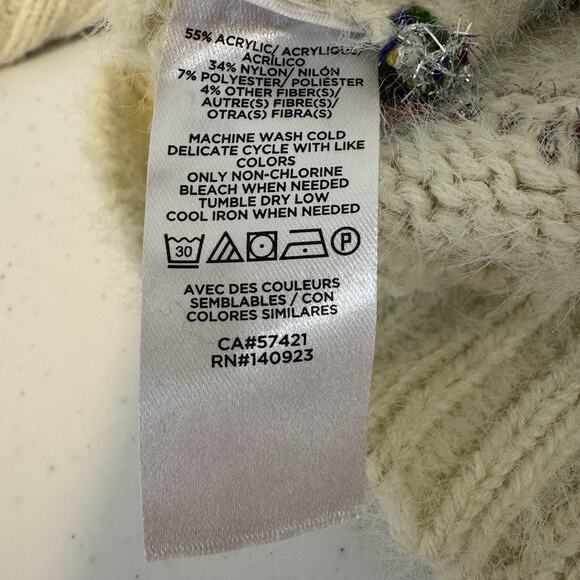 55% ACRYLIC/ ACRYLIQUE/
ACRÍLICO
34% NYLON/ NILÓN
7% POLYESTER/ POLIÉSTER
4% OTHER FIBER(S)/
AUTRE(S) FIBRE(S)/
OTRA(S) FIBRA(S)
MACHINE WASH COLD
DELICATE CYCLE WITH LIKE
COLORS
ONLY NON-CHLORINE
BLEACH WHEN NEEDED
TUMBLE DRY LOW
COOL IRON WHEN NEEDED
30 P
AVEC DES COULEURS
SEMBLABLES / CON
COLORES SIMILARES
CA#57421
RN#140923